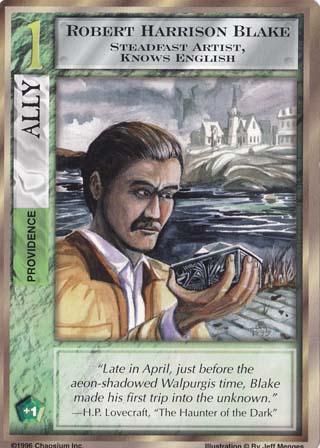 1
ROBERT HARRISON BLAKE
STEADFAST ARTIST,
KNOWS ENGLISH
ALLY
PROVIDENCE
+1
"Late in April, just before the
aeon-shadowed Walpurgis time, Blake
made his first trip into the unknown."
—H.P. Lovecraft, "The Haunter of the Dark"
©1996 Chaosium Inc.
Illustration © By Jeff Menges